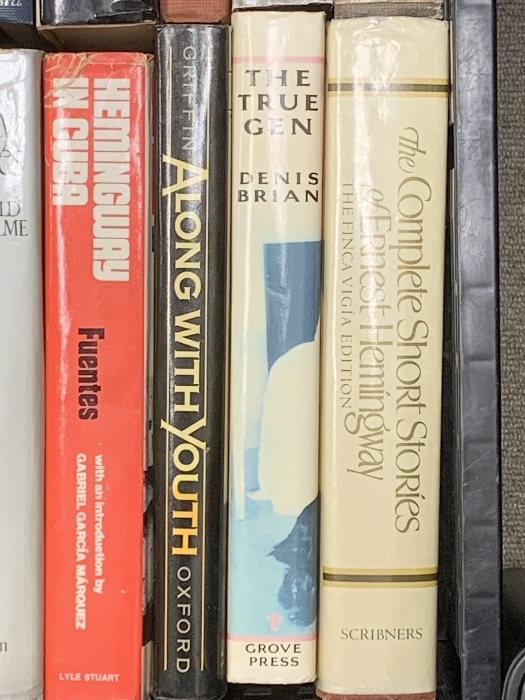 HEMINGWAY
IN CUBA
Fuentes
with an introduction by
GABRIEL GARCÍA MÁRQUEZ
LYLE STUART
GRIFFIN
ALONG WITH YOUTH
OXFORD
THE
TRUE
GEN
DENIS
BRIAN
GROVE
PRESS
The Complete Short Stories
of Ernest Hemingway
THE FINCA VIGÍA EDITION
SCRIBNERS